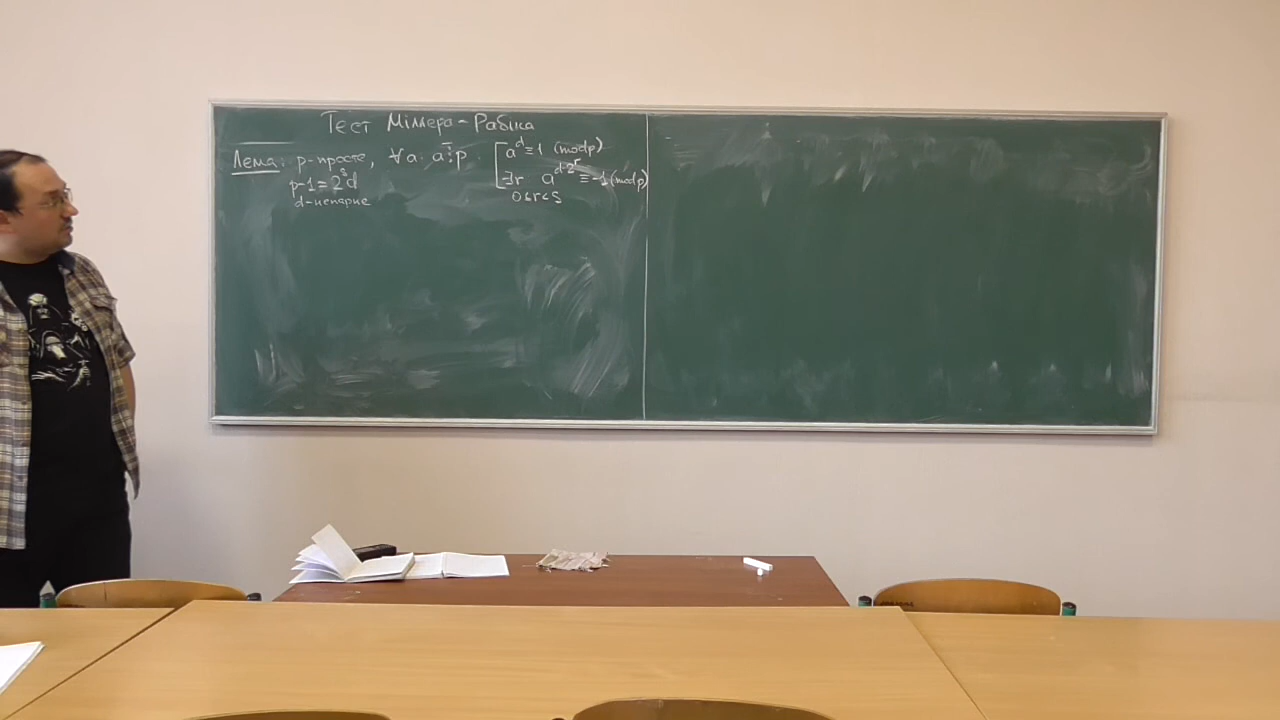 Тест Міллера-Рабіна
Лема: p-просте, ∀a: a⋮̅p : [ a^d ≡ 1 (mod p)
p-1=2^s d
d-непарне
∃r a^{d·2^r} ≡ -1 (mod p)
0≤r<s